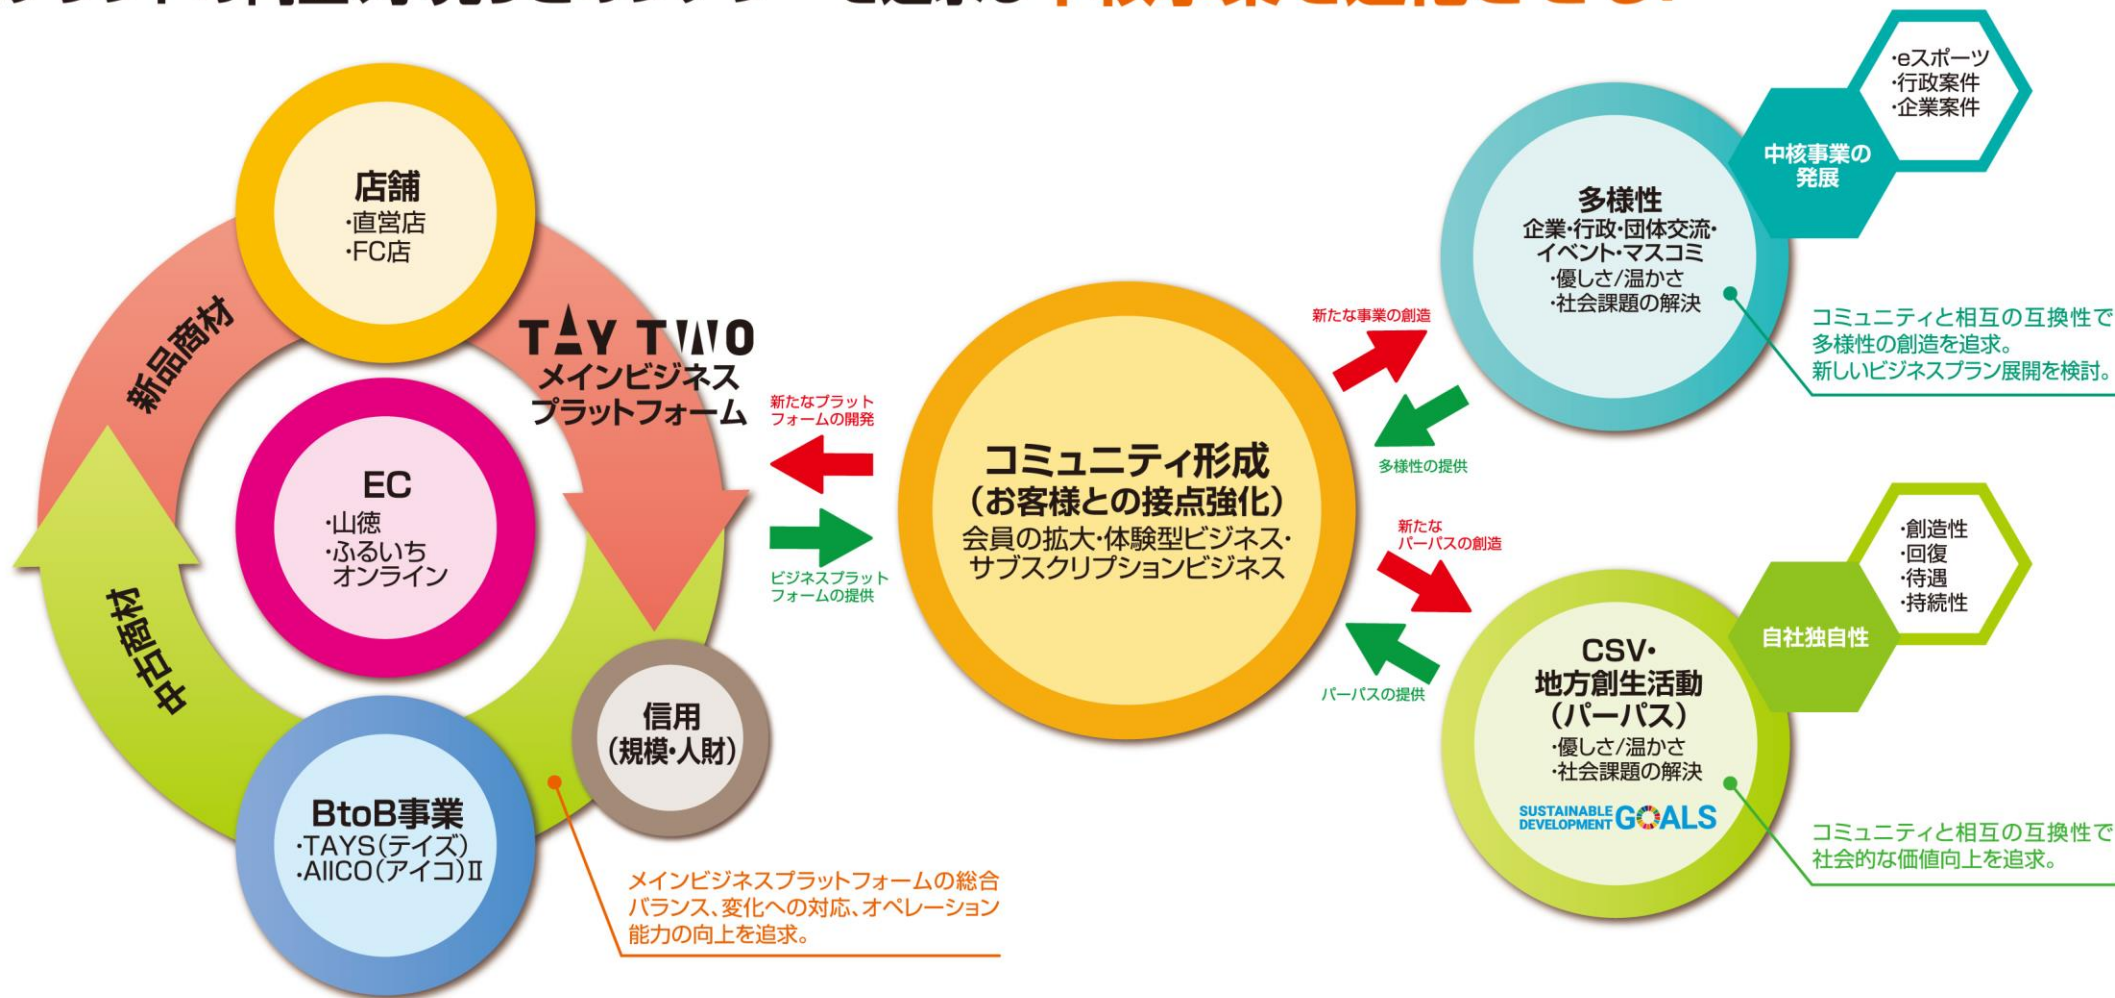 店舗
・直営店
・FC店
新品商材
TAY TWO
メインビジネス
プラットフォーム
EC
・山徳
・ふるいち
オンライン
中古商材
信用
(規模・人財)
BtoB事業
・TAYS(テイズ)
・AIICO(アイコ)Ⅱ
メインビジネスプラットフォームの総合
バランス、変化への対応、オペレーション
能力の向上を追求。
新たなプラット
フォームの開発
ビジネスプラット
フォームの提供
コミュニティ形成
(お客様との接点強化)
会員の拡大・体験型ビジネス・
サブスクリプションビジネス
新たな事業の創造
多様性の提供
新たな
パーパスの創造
パーパスの提供
多様性
企業・行政・団体交流・
イベント・マスコミ
・優しさ/温かさ
・社会課題の解決
中核事業の
発展
・eスポーツ
・行政案件
・企業案件
コミュニティと相互の互換性で
多様性の創造を追求。
新しいビジネスプラン展開を検討。
CSV・
地方創生活動
(パーパス)
・優しさ/温かさ
・社会課題の解決
SUSTAINABLE
DEVELOPMENT GOALS
自社独自性
・創造性
・回復
・待遇
・持続性
コミュニティと相互の互換性で
社会的な価値向上を追求。